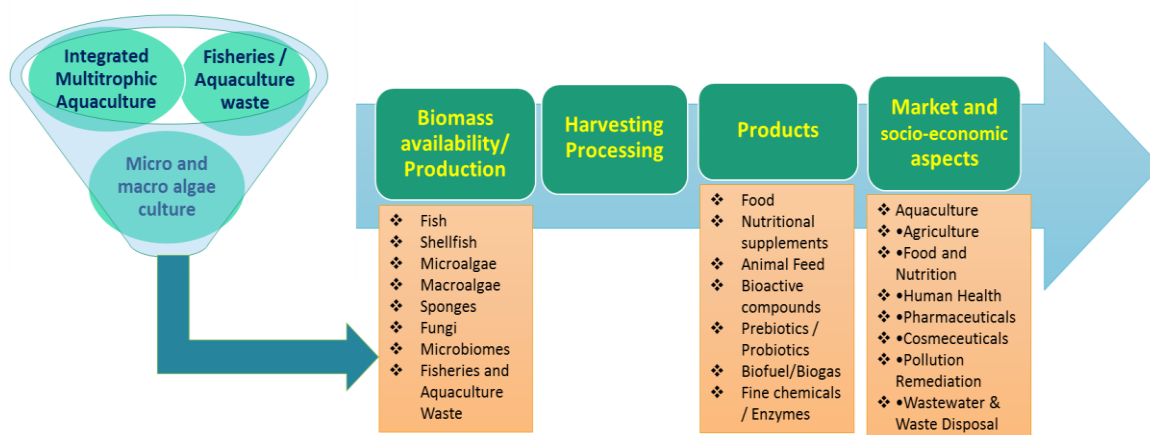 Integrated
Multitrophic
Aquaculture
Fisheries /
Aquaculture
waste
Micro and
macro algae
culture
Biomass
availability/
Production
❖ Fish
❖ Shellfish
❖ Microalgae
❖ Macroalgae
❖ Sponges
❖ Fungi
❖ Microbiomes
❖ Fisheries and
Aquaculture
Waste
Harvesting
Processing
Products
❖ Food
❖ Nutritional
supplements
❖ Animal Feed
❖ Bioactive
compounds
❖ Prebiotics /
Probiotics
❖ Biofuel/Biogas
❖ Fine chemicals
/ Enzymes
Market and
socio-economic
aspects
❖ Aquaculture
❖ •Agriculture
❖ •Food and
Nutrition
❖ •Human Health
❖ •Pharmaceuticals
❖ •Cosmeceuticals
❖ •Pollution
Remediation
❖ •Wastewater &
Waste Disposal